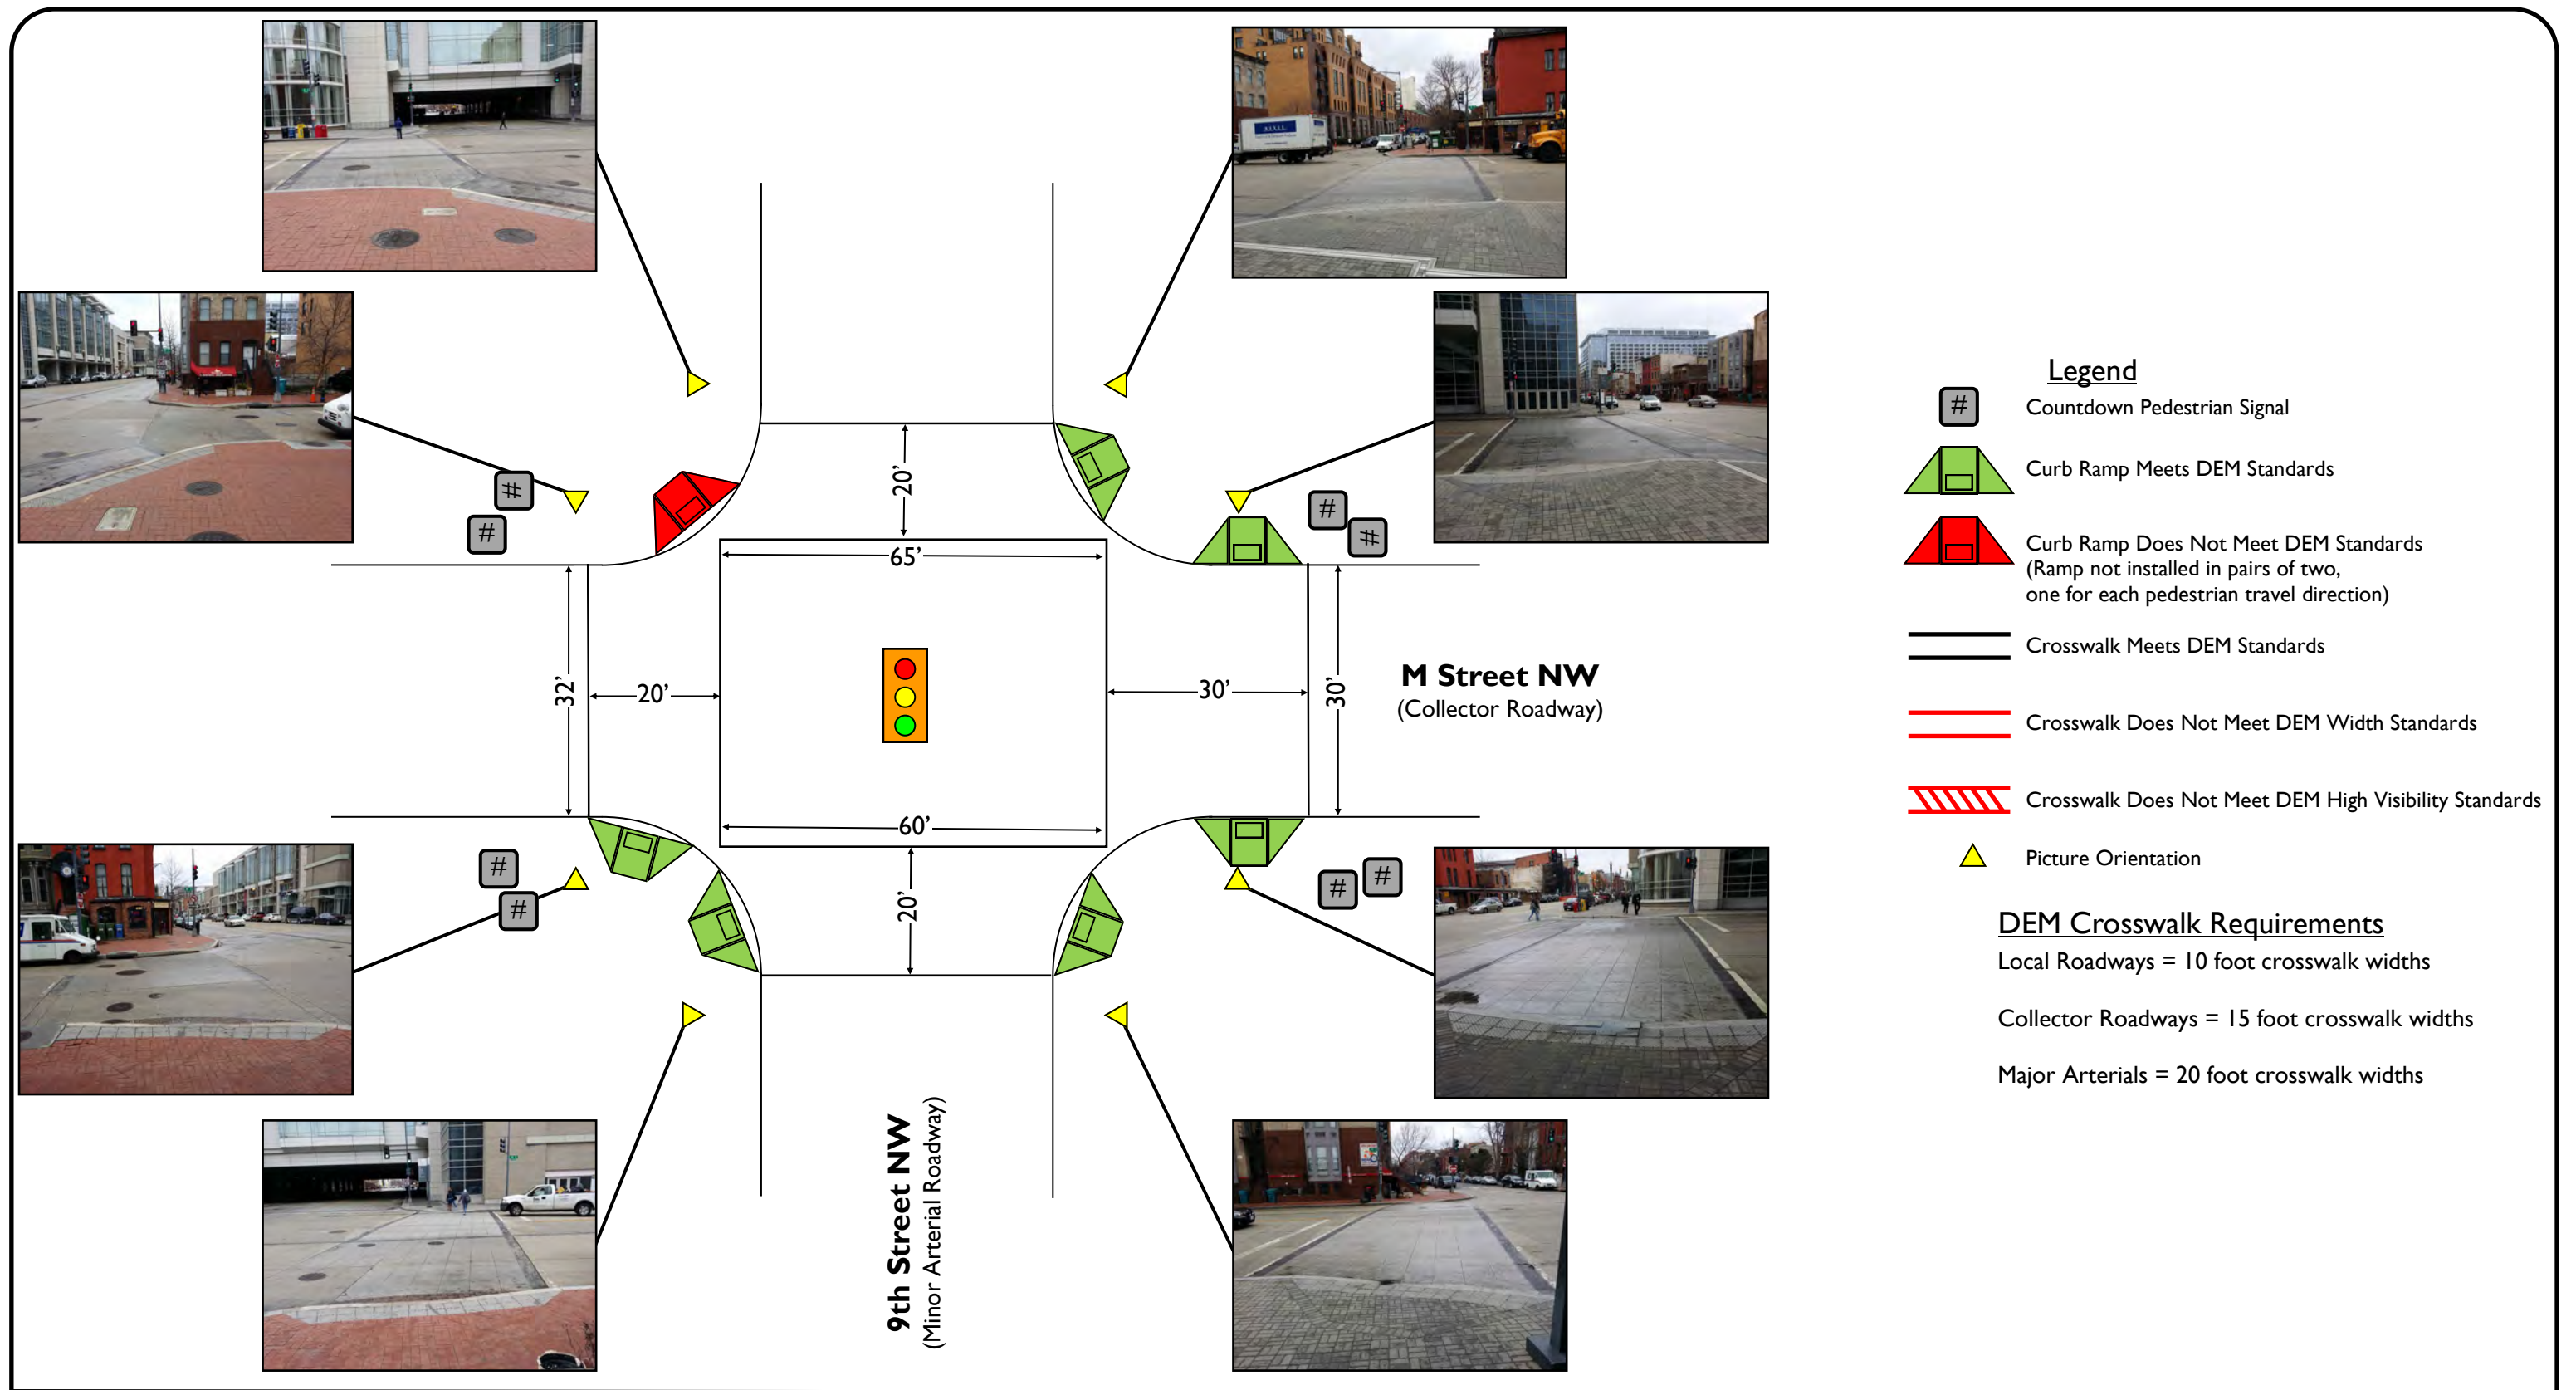 20’
65’
32’
20’
30’
30’
60’
20’
#
#
#
#
#
#
#
#
M Street NW
(Collector Roadway)
9th Street NW
(Minor Arterial Roadway)
Legend
# Countdown Pedestrian Signal
Curb Ramp Meets DEM Standards
Curb Ramp Does Not Meet DEM Standards
(Ramp not installed in pairs of two,
one for each pedestrian travel direction)
Crosswalk Meets DEM Standards
Crosswalk Does Not Meet DEM Width Standards
Crosswalk Does Not Meet DEM High Visibility Standards
Picture Orientation
DEM Crosswalk Requirements
Local Roadways = 10 foot crosswalk widths
Collector Roadways = 15 foot crosswalk widths
Major Arterials = 20 foot crosswalk widths